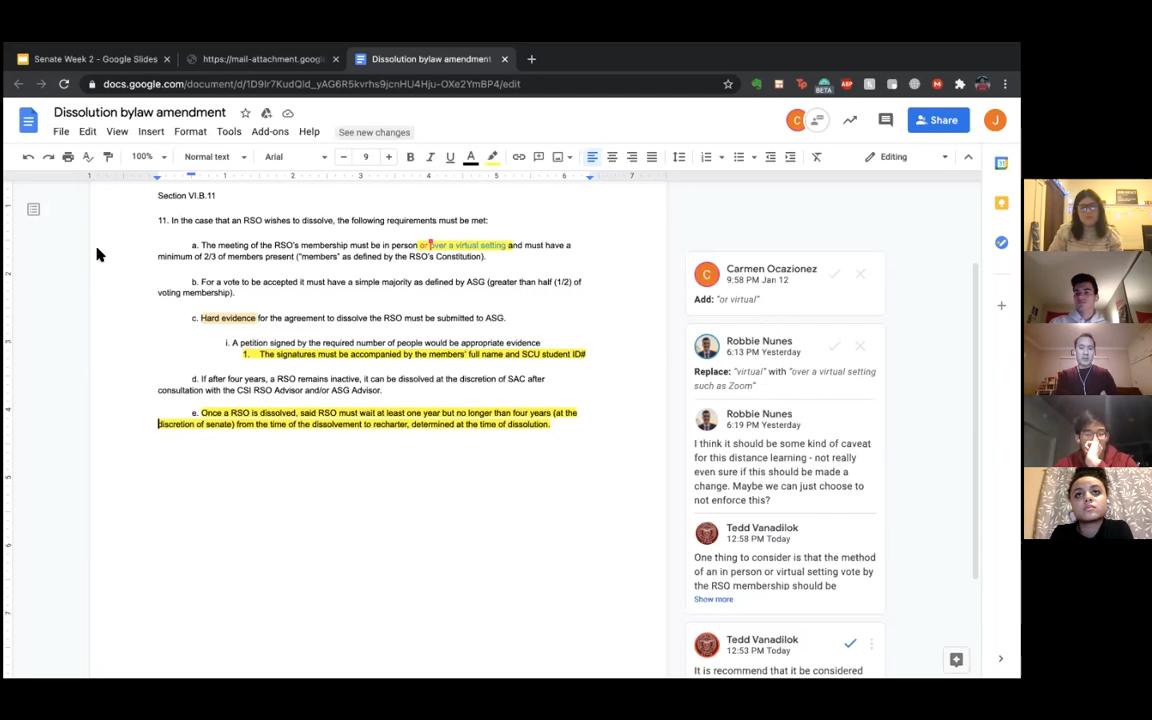 Senate Week 2 - Google Slides
https://mail-attachment.googl
Dissolution bylaw amendment
docs.google.com/document/d/1D9Ir7KudQld_yAG6R5kvrhs9jcnHU4Hju-OXe2YmBP4/edit
BETA
ABP
Dissolution bylaw amendment
File Edit View Insert Format Tools Add-ons Help See new changes
Share
J
C
100% Normal text Arial 9 Editing
Section VI.B.11
11. In the case that an RSO wishes to dissolve, the following requirements must be met:
a. The meeting of the RSO's membership must be in person or over a virtual setting and must have a
minimum of 2/3 of members present ("members" as defined by the RSO's Constitution).
b. For a vote to be accepted it must have a simple majority as defined by ASG (greater than half (1/2) of
voting membership).
c. Hard evidence for the agreement to dissolve the RSO must be submitted to ASG.
i. A petition signed by the required number of people would be appropriate evidence
1. The signatures must be accompanied by the members' full name and SCU student ID#
d. If after four years, a RSO remains inactive, it can be dissolved at the discretion of SAC after
consultation with the CSI RSO Advisor and/or ASG Advisor.
e. Once a RSO is dissolved, said RSO must wait at least one year but no longer than four years (at the
discretion of senate) from the time of the dissolvement to recharter, determined at the time of dissolution.
C
Carmen Ocazionez
9:58 PM Jan 12
Add: "or virtual"
Robbie Nunes
6:13 PM Yesterday
Replace: "virtual" with "over a virtual setting
such as Zoom"
Robbie Nunes
6:19 PM Yesterday
I think it should be some kind of caveat
for this distance learning - not really
even sure if this should be made a
change. Maybe we can just choose to
not enforce this?
Tedd Vanadilok
12:58 PM Today
One thing to consider is that the method
of an in person or virtual setting vote by
the RSO membership should be
Show more
Tedd Vanadilok
12:53 PM Today
It is recommend that it be considered